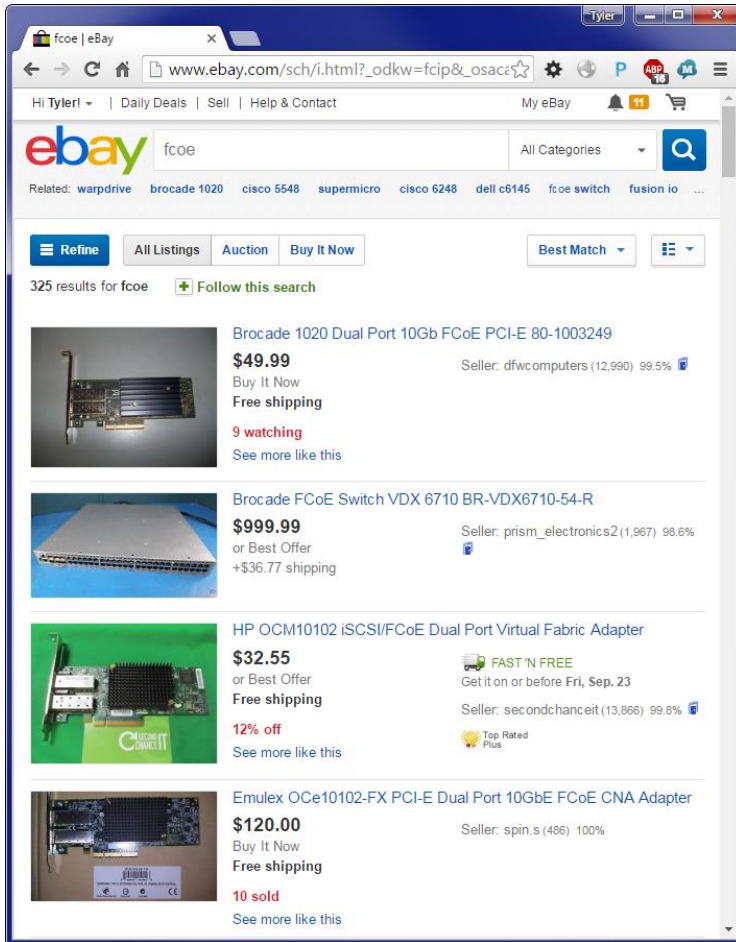 Tyler
fcoe | eBay
www.ebay.com/sch/i.html?_odkw=fcip&_osaca
P
ABP
16
M
Hi Tyler! | Daily Deals | Sell | Help & Contact
My eBay
11
ebay
fcoe
All Categories
Related: warpdrive brocade 1020 cisco 5548 supermicro cisco 6248 dell c6145 fcoe switch fusion io ...
Refine
All Listings
Auction
Buy It Now
Best Match
325 results for fcoe
Follow this search
Brocade 1020 Dual Port 10Gb FCoE PCI-E 80-1003249
$49.99
Buy It Now
Free shipping
9 watching
See more like this
Seller: dfwcomputers (12,990) 99.5%
Brocade FCoE Switch VDX 6710 BR-VDX6710-54-R
$999.99
or Best Offer
+$36.77 shipping
Seller: prism_electronics2 (1,967) 98.6%
HP OCM10102 iSCSI/FCoE Dual Port Virtual Fabric Adapter
$32.55
or Best Offer
Free shipping
12% off
See more like this
FAST 'N FREE
Get it on or before Fri, Sep. 23
Seller: secondchanceit (13,866) 99.8%
Top Rated
Plus
SECOND
CHANCE IT
Emulex OCe10102-FX PCI-E Dual Port 10GbE FCoE CNA Adapter
$120.00
Buy It Now
Free shipping
10 sold
See more like this
Seller: spin.s (486) 100%
CE